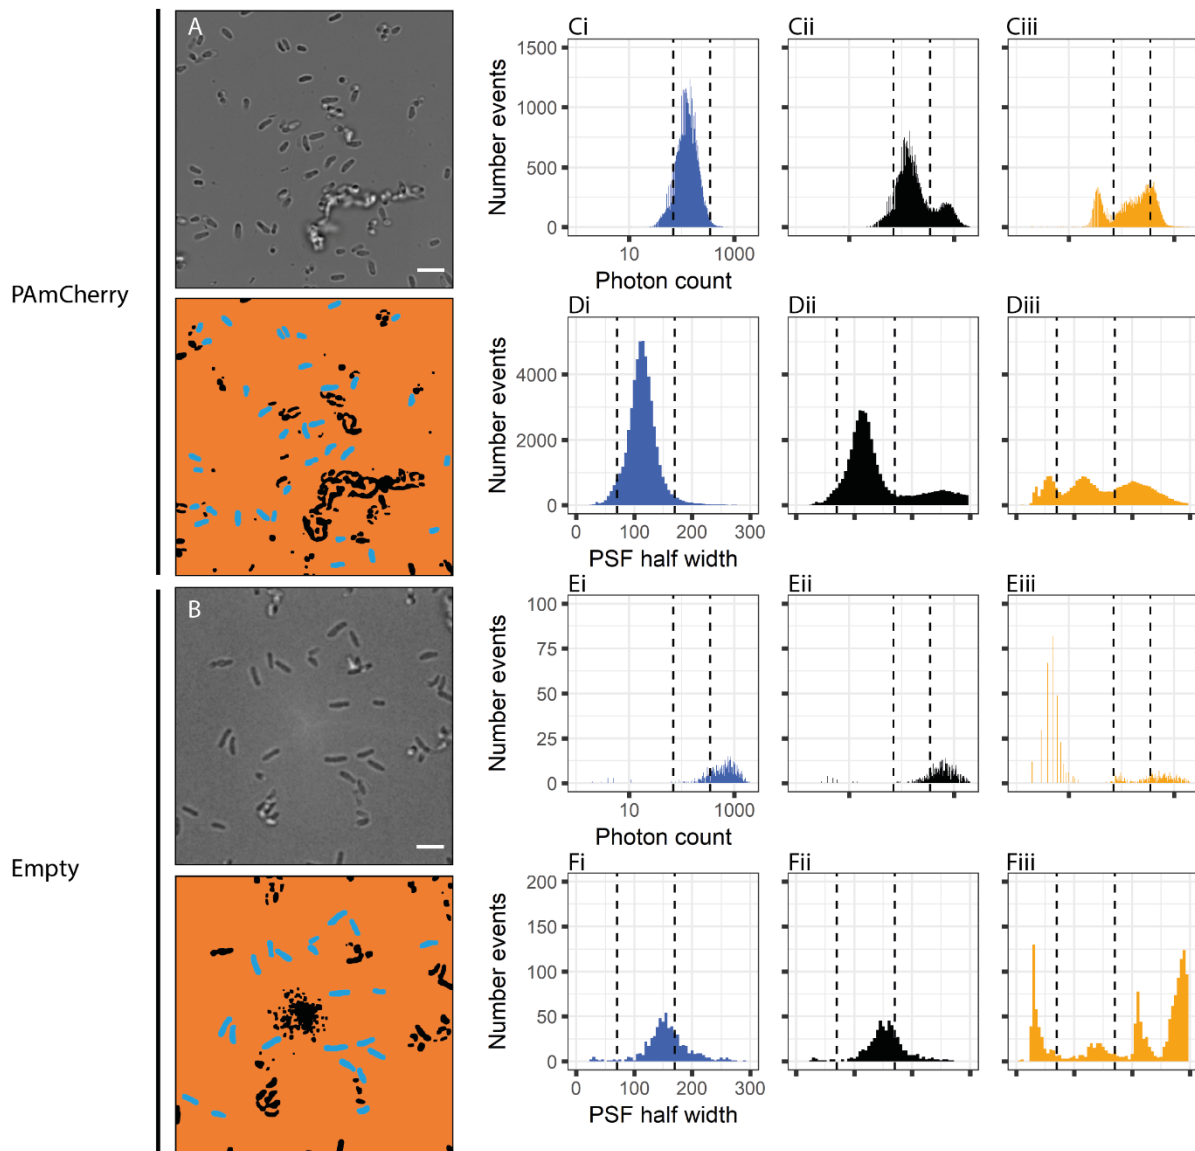 PAmCherry
Empty
A
B
Ci
Cii
Ciii
Number events
1500
1000
500
0
10
1000
Photon count
Di
Dii
Diii
Number events
4000
2000
0
0
100
200
300
PSF half width
Ei
Eii
Eiii
Number events
100
75
50
25
0
10
1000
Photon count
Fi
Fii
Fiii
Number events
200
150
100
50
0
0
100
200
300
PSF half width